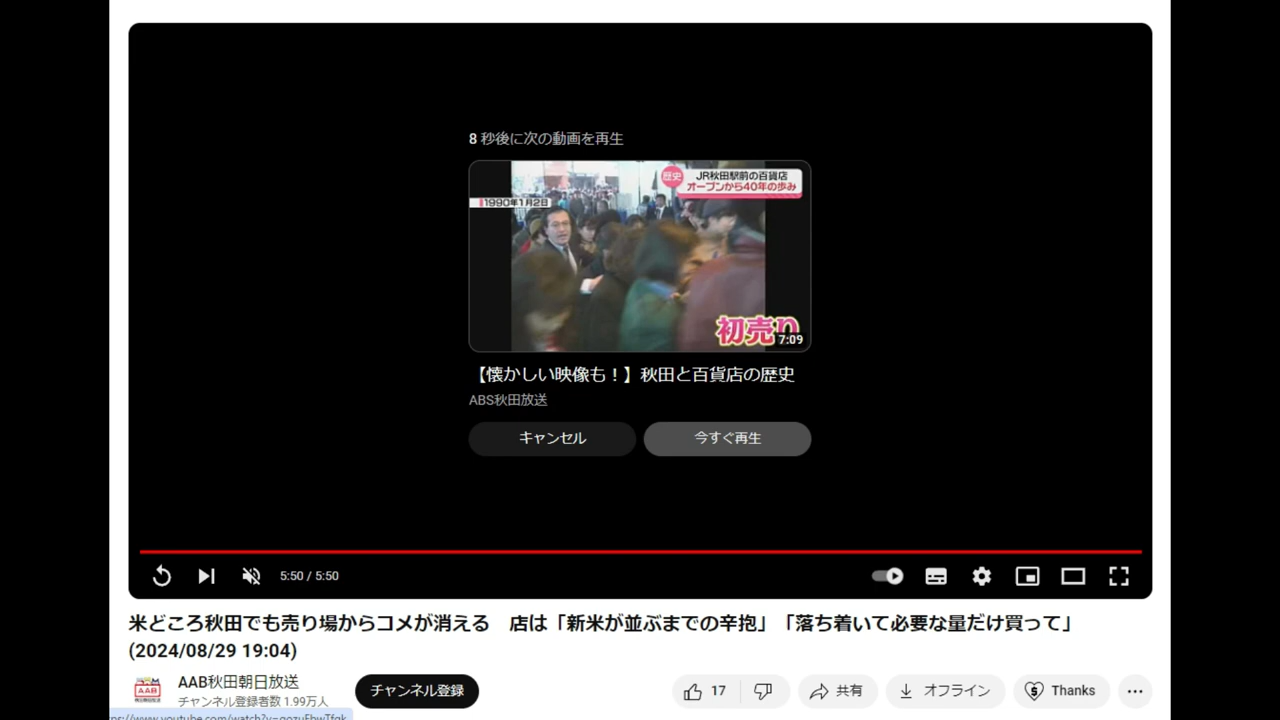 8 秒後に次の動画を再生
歴史
JR秋田駅前の百貨店
オープンから40年の歩み
1990年1月2日
初売り
7:09
【懐かしい映像も！】秋田と百貨店の歴史
ABS秋田放送
キャンセル
今すぐ再生
5:50 / 5:50
米どころ秋田でも売り場からコメが消える　店は「新米が並ぶまでの辛抱」「落ち着いて必要な量だけ買って」
(2024/08/29 19:04)
AAB
AAB秋田朝日放送
チャンネル登録者数 1.99万人
チャンネル登録
17
共有
オフライン
Thanks